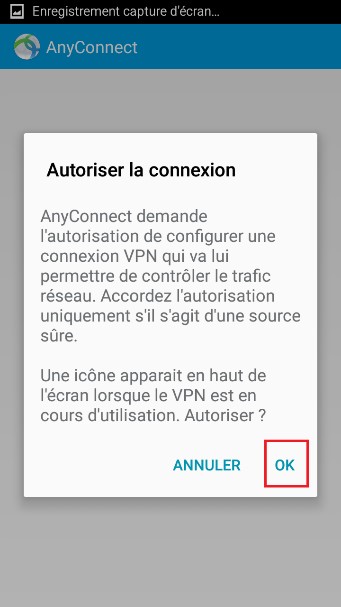 Enregistrement capture d'écran...
AnyConnect
Autoriser la connexion
AnyConnect demande
l'autorisation de configurer une
connexion VPN qui va lui
permettre de contrôler le trafic
réseau. Accordez l'autorisation
uniquement s'il s'agit d'une source
sûre.
Une icône apparait en haut de
l'écran lorsque le VPN est en
cours d'utilisation. Autoriser ?
ANNULER OK